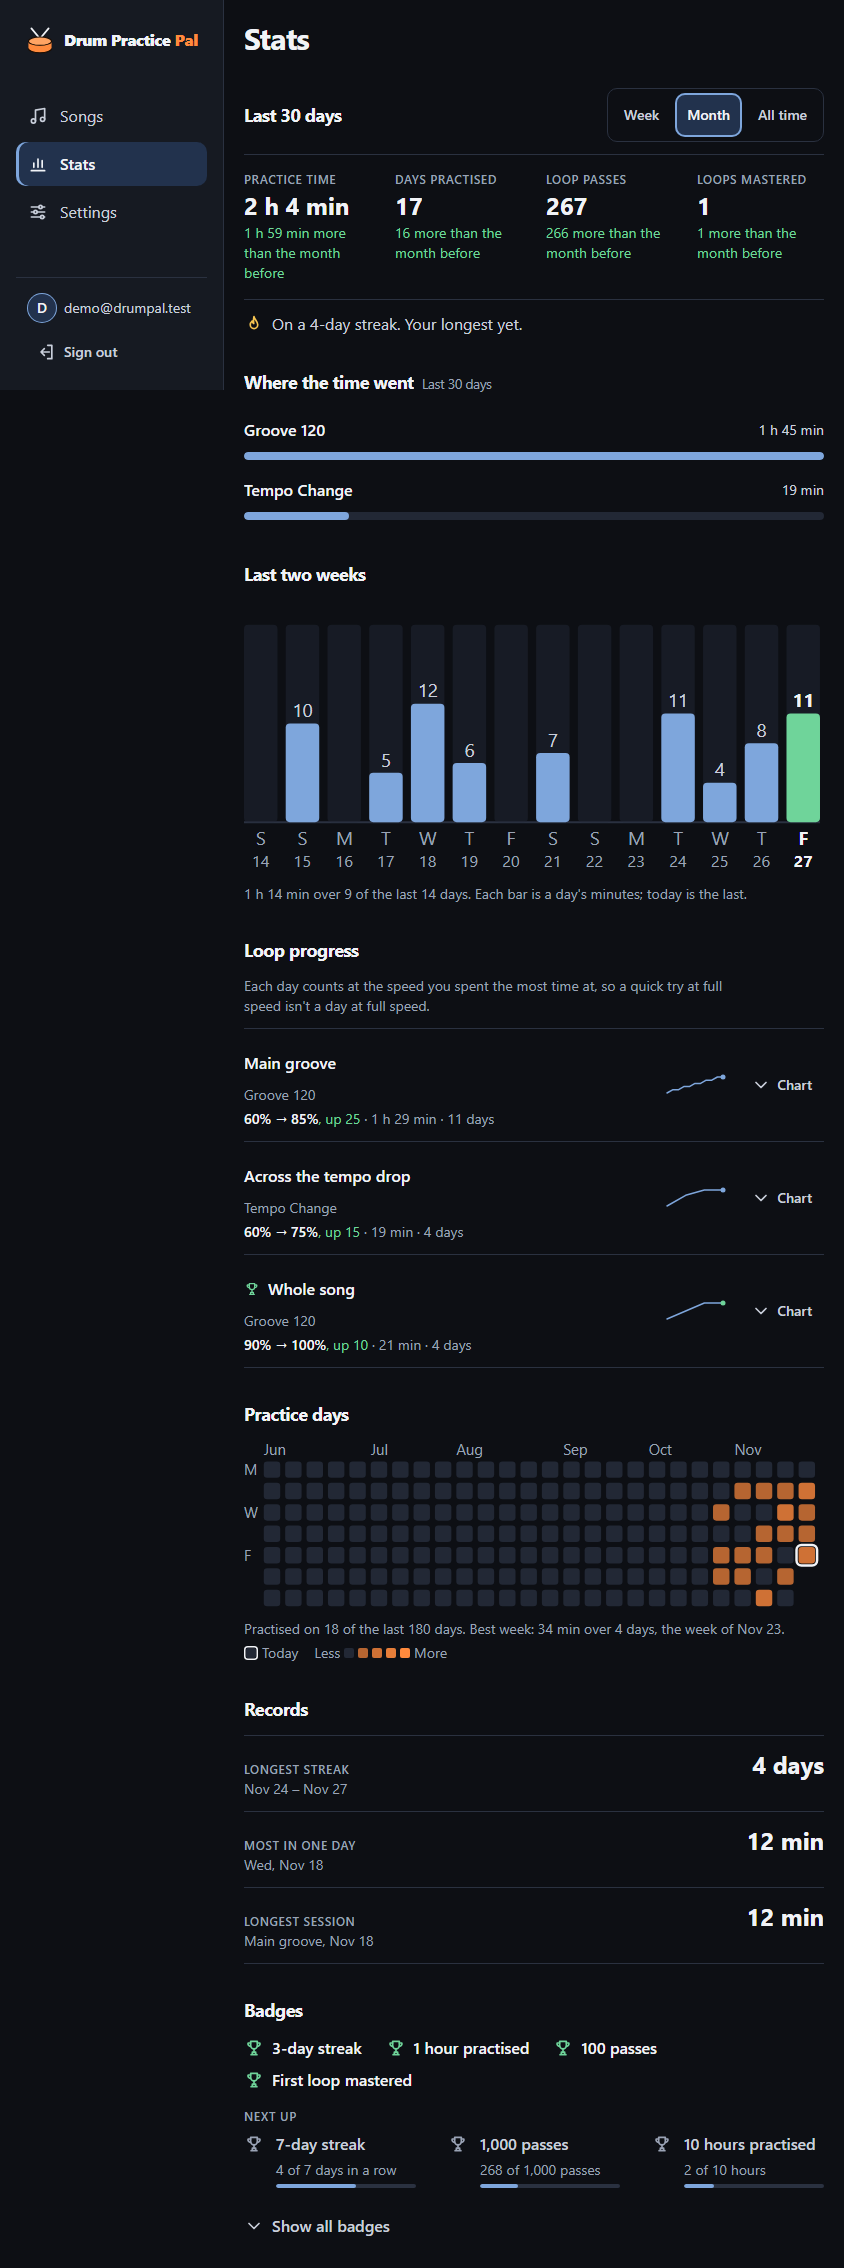 Drum Practice Pal
Songs
Stats
Settings
D demo@drumpal.test
Sign out
Stats
Last 30 days
Week Month All time
PRACTICE TIME
2 h 4 min
1 h 59 min more
than the month
before
DAYS PRACTISED
17
16 more than the
month before
LOOP PASSES
267
266 more than the
month before
LOOPS MASTERED
1
1 more than the
month before
On a 4-day streak. Your longest yet.
Where the time went Last 30 days
Groove 120 1 h 45 min
Tempo Change 19 min
Last two weeks
10 5 12 6 7 11 4 8 11
S S M T W T F S S M T W T F
14 15 16 17 18 19 20 21 22 23 24 25 26 27
1 h 14 min over 9 of the last 14 days. Each bar is a day's minutes; today is the last.
Loop progress
Each day counts at the speed you spent the most time at, so a quick try at full
speed isn't a day at full speed.
Main groove
Groove 120
60% → 85%, up 25 · 1 h 29 min · 11 days
Chart
Across the tempo drop
Tempo Change
60% → 75%, up 15 · 19 min · 4 days
Chart
Whole song
Groove 120
90% → 100%, up 10 · 21 min · 4 days
Chart
Practice days
Jun Jul Aug Sep Oct Nov
M
W
F
Practised on 18 of the last 180 days. Best week: 34 min over 4 days, the week of Nov 23.
Today Less More
Records
LONGEST STREAK
Nov 24 – Nov 27
4 days
MOST IN ONE DAY
Wed, Nov 18
12 min
LONGEST SESSION
Main groove, Nov 18
12 min
Badges
3-day streak 1 hour practised 100 passes
First loop mastered
NEXT UP
7-day streak
4 of 7 days in a row
1,000 passes
268 of 1,000 passes
10 hours practised
2 of 10 hours
Show all badges